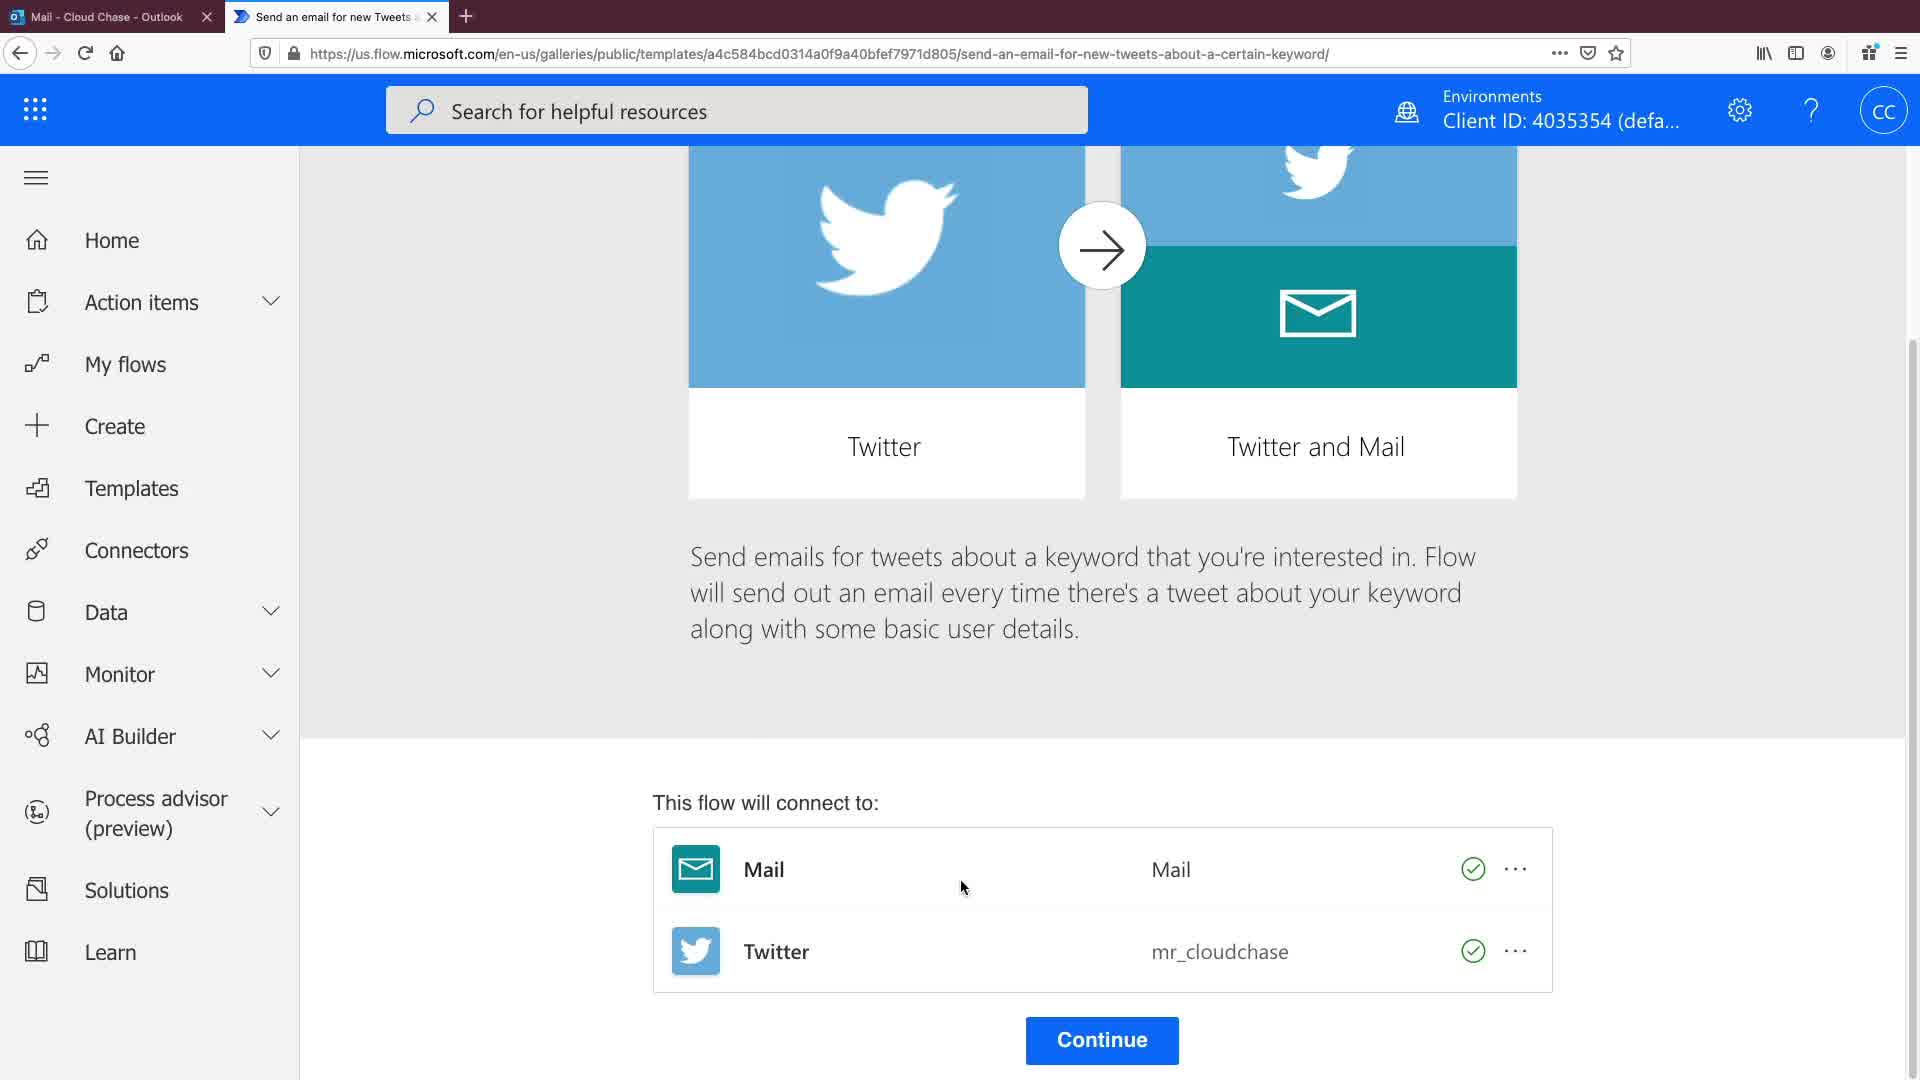 Mail - Cloud Chase - Outlook
Send an email for new Tweets a
https://us.flow.microsoft.com/en-us/galleries/public/templates/a4c584bcd0314a0f9a40bfef7971d805/send-an-email-for-new-tweets-about-a-certain-keyword/
Search for helpful resources
Environments
Client ID: 4035354 (defa...
CC
Home
Action items
My flows
Create
Templates
Connectors
Data
Monitor
AI Builder
Process advisor
(preview)
Solutions
Learn
Twitter
Twitter and Mail
Send emails for tweets about a keyword that you're interested in. Flow
will send out an email every time there's a tweet about your keyword
along with some basic user details.
This flow will connect to:
Mail
Mail
Twitter
mr_cloudchase
Continue